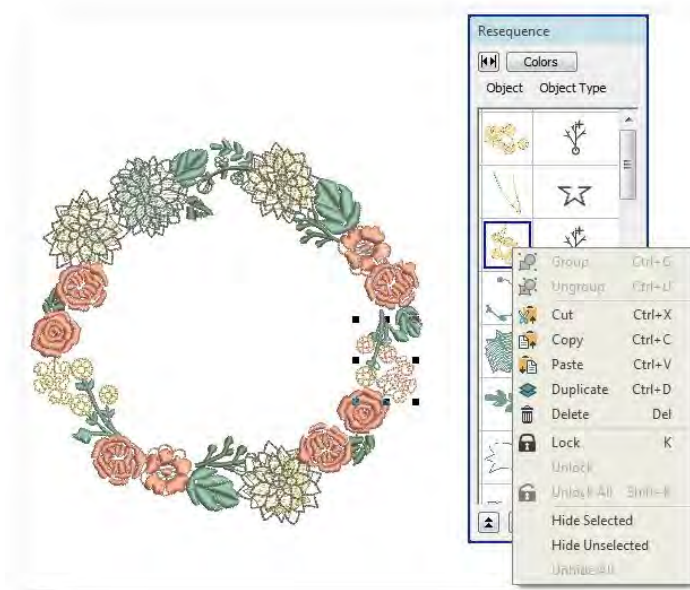 Resequence
Colors
Object Object Type
Group Ctrl+G
Ungroup Ctrl+U
Cut Ctrl+X
Copy Ctrl+C
Paste Ctrl+V
Duplicate Ctrl+D
Delete Del
Lock K
Unlock
Unlock All Shift+K
Hide Selected
Hide Unselected
Unhide All